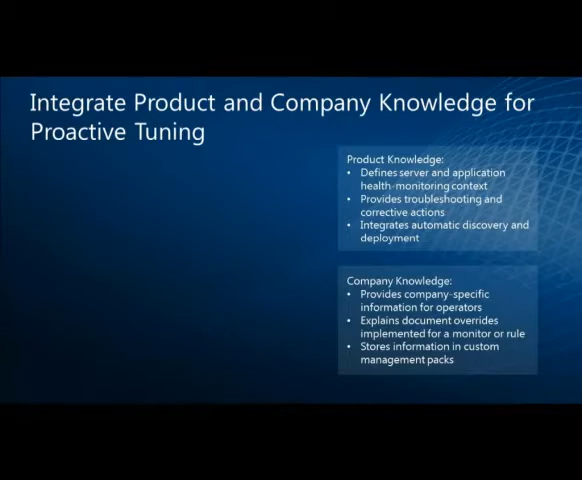 Integrate Product and Company Knowledge for
Proactive Tuning
Product Knowledge:
• Defines server and application
health-monitoring context
• Provides troubleshooting and
corrective actions
• Integrates automatic discovery and
deployment
Company Knowledge:
• Provides company-specific
information for operators
• Explains document overrides
implemented for a monitor or rule
• Stores information in custom
management packs